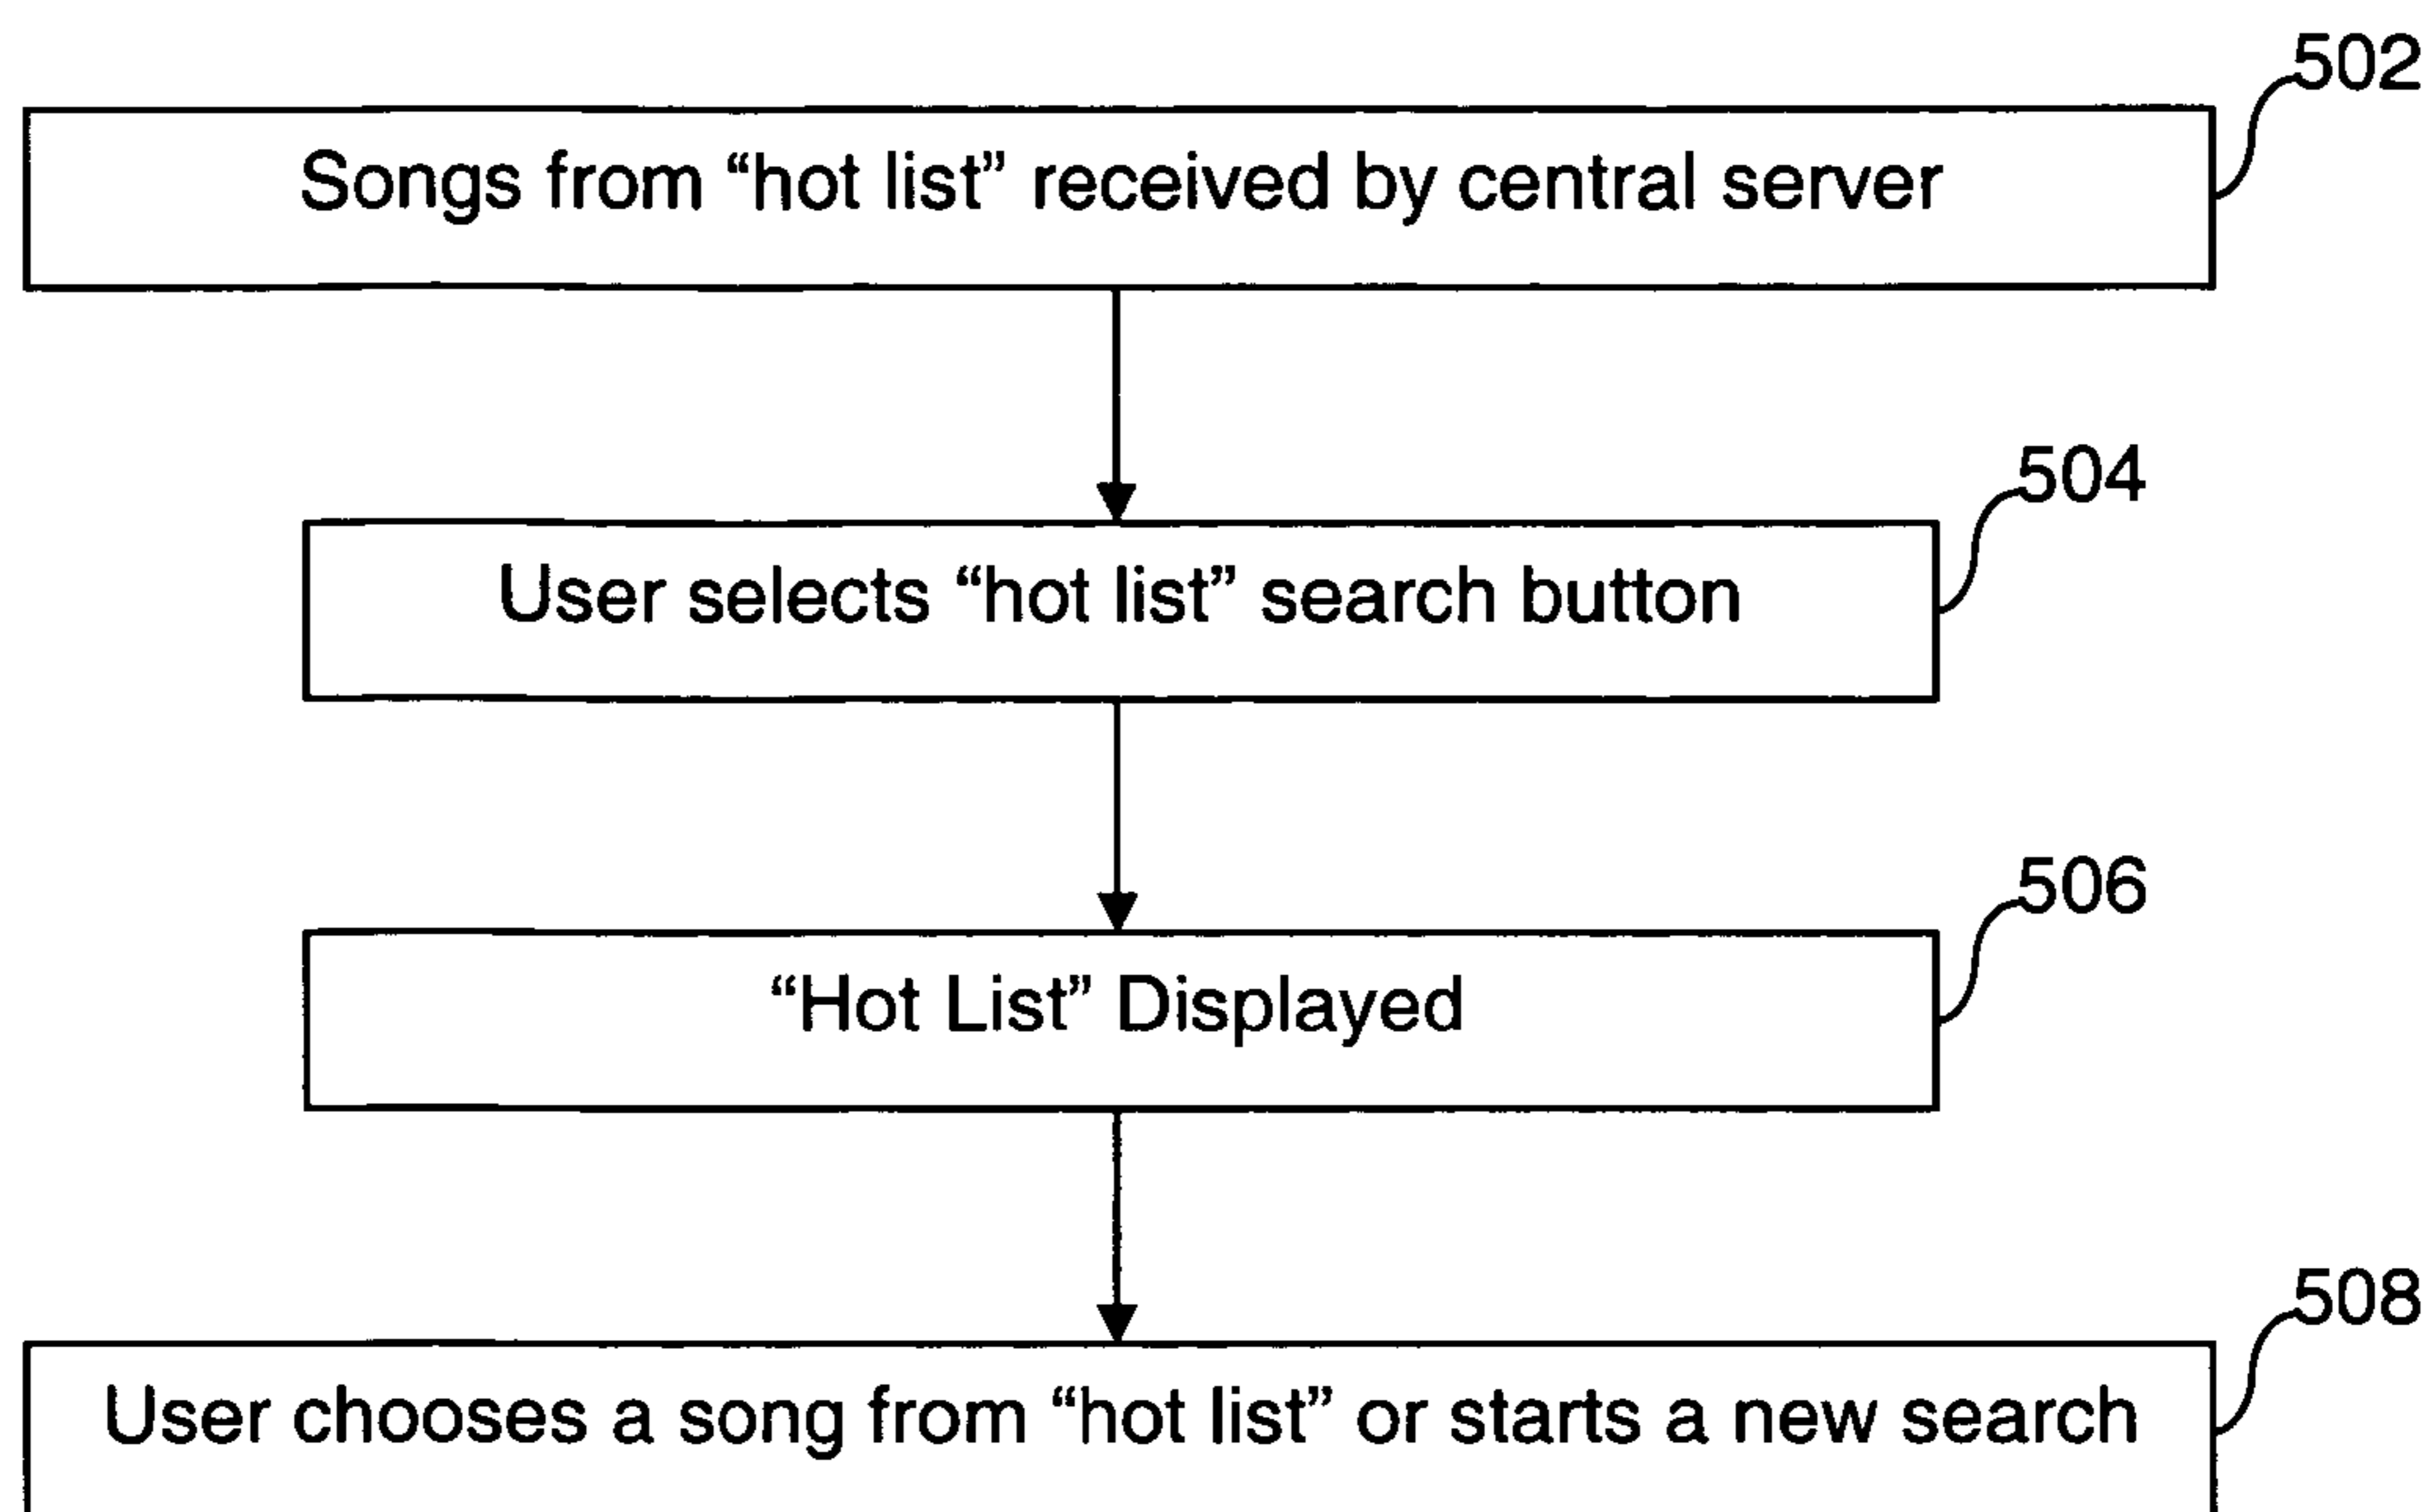 502
Songs from “hot list” received by central server
504
User selects “hot list” search button
506
“Hot List” Displayed
508
User chooses a song from “hot list” or starts a new search